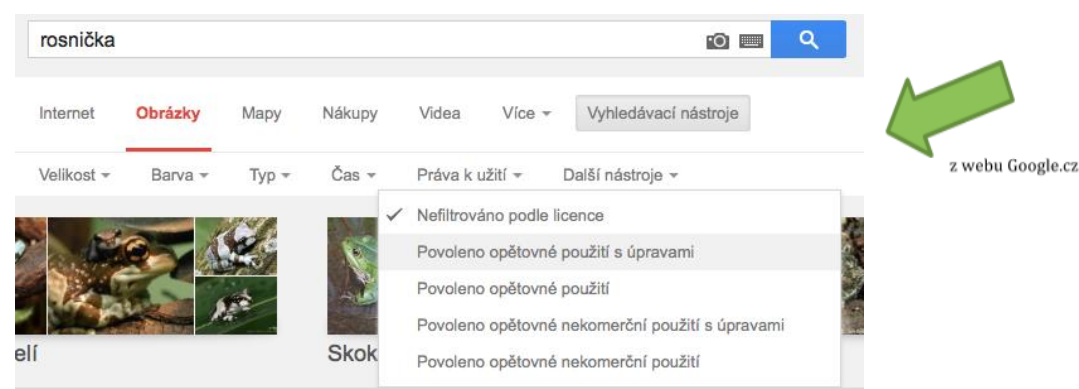 rosnička
Internet Obrázky Mapy Nákupy Videa Více Vyhledávací nástroje
z webu Google.cz
Velikost Barva Typ Čas Práva k užití Další nástroje
Nefiltrováno podle licence
Povoleno opětovné použití s úpravami
Povoleno opětovné použití
Povoleno opětovné nekomerční použití s úpravami
Povoleno opětovné nekomerční použití
elí Skok